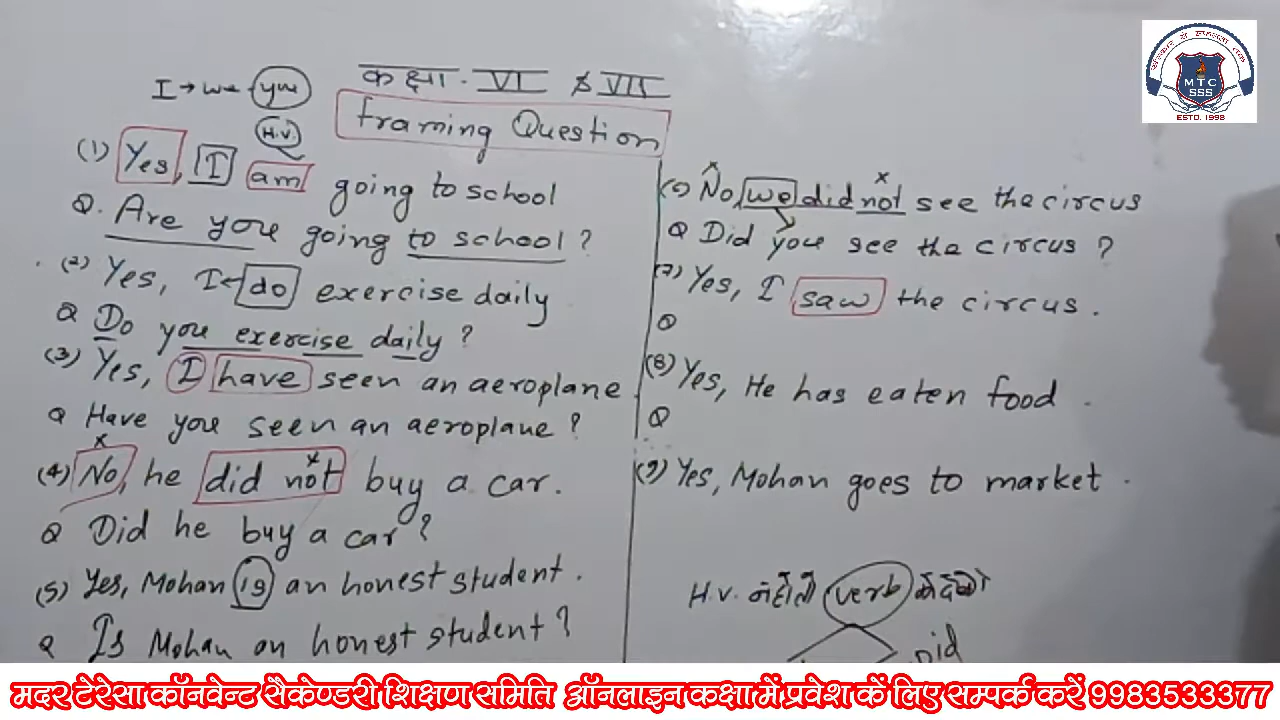 कक्षा - VI & VII
I → we → you
Framing Question
H.V.
(1) Yes, I am going to school
Q. Are you going to school?
(2) Yes, I do exercise daily
Q Do you exercise daily?
(3) Yes, I have seen an aeroplane
Q Have you seen an aeroplane?
(4) No, he did not buy a car.
Q Did he buy a car?
(5) Yes, Mohan is an honest student.
Q Is Mohan an honest student?
No, we did not see the circus
Q Did you see the circus?
(7) Yes, I saw the circus.
Q
(8) Yes, He has eaten food.
Q
(9) Yes, Mohan goes to market.
H.V. verb
Did
MTC
SSS
ESTD. 1998
मदर टेरेसा कॉनवेन्ट सैकेण्डरी शिक्षण समिति ऑनलाइन कक्षा में प्रवेश कें लिए सम्पर्क करें 9983533377